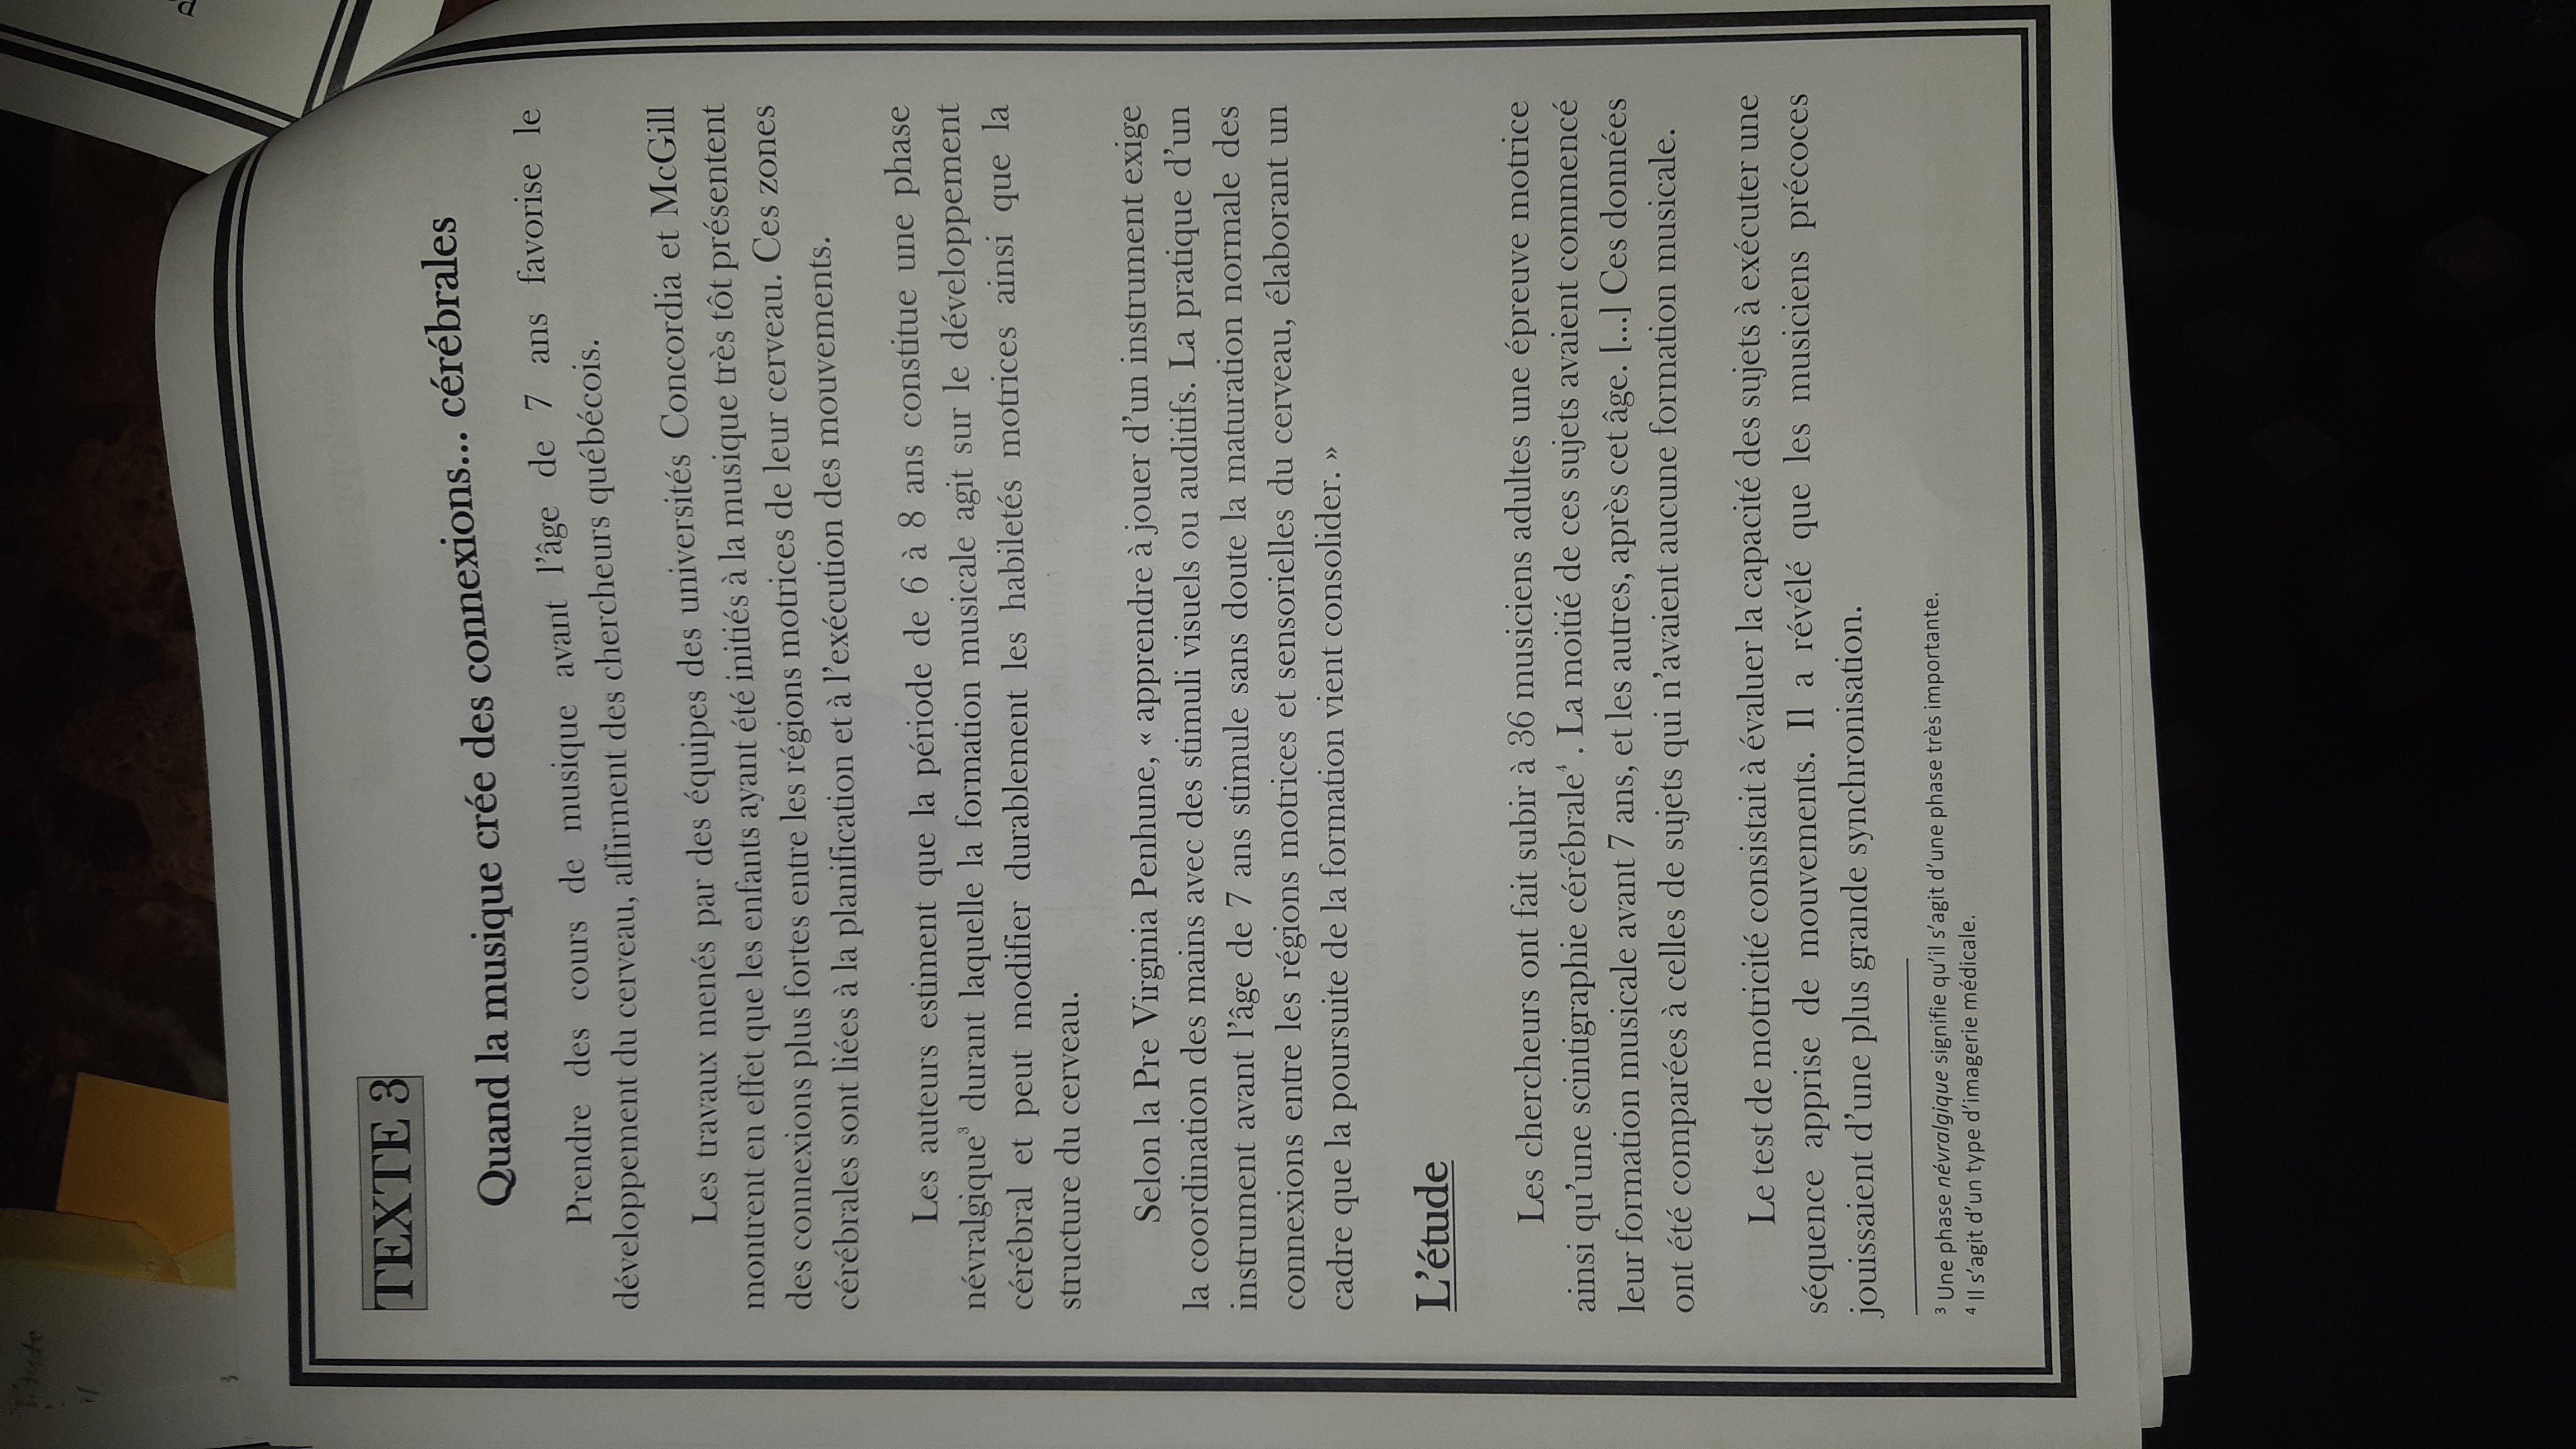 3
TEXTE 3
Quand la musique crée des connexions... cérébrales
Prendre des cours de musique avant l'âge de 7 ans favorise le
développement du cerveau, affirment des chercheurs québécois.
Les travaux menés par des équipes des universités Concordia et McGill
montrent en effet que les enfants ayant été initiés à la musique très tôt présentent
des connexions plus fortes entre les régions motrices de leur cerveau. Ces zones
cérébrales sont liées à la planification et à l'exécution des mouvements.
Les auteurs estiment que la période de 6 à 8 ans constitue une phase
névralgique³ durant laquelle la formation musicale agit sur le développement
cérébral et peut modifier durablement les habiletés motrices ainsi que la
structure du cerveau.
Selon la Pre Virginia Penhune, « apprendre à jouer d'un instrument exige
la coordination des mains avec des stimuli visuels ou auditifs. La pratique d'un
instrument avant l'âge de 7 ans stimule sans doute la maturation normale des
connexions entre les régions motrices et sensorielles du cerveau, élaborant un
cadre que la poursuite de la formation vient consolider. »
L'étude
Les chercheurs ont fait subir à 36 musiciens adultes une épreuve motrice
ainsi qu'une scintigraphie cérébrale⁴ . La moitié de ces sujets avaient commencé
leur formation musicale avant 7 ans, et les autres, après cet âge. [...] Ces données
ont été comparées à celles de sujets qui n'avaient aucune formation musicale.
Le test de motricité consistait à évaluer la capacité des sujets à exécuter une
séquence apprise de mouvements. Il a révélé que les musiciens précoces
jouissaient d'une plus grande synchronisation.
³ Une phase névralgique signifie qu'il s'agit d'une phase très importante.
⁴ Il s'agit d'un type d'imagerie médicale.